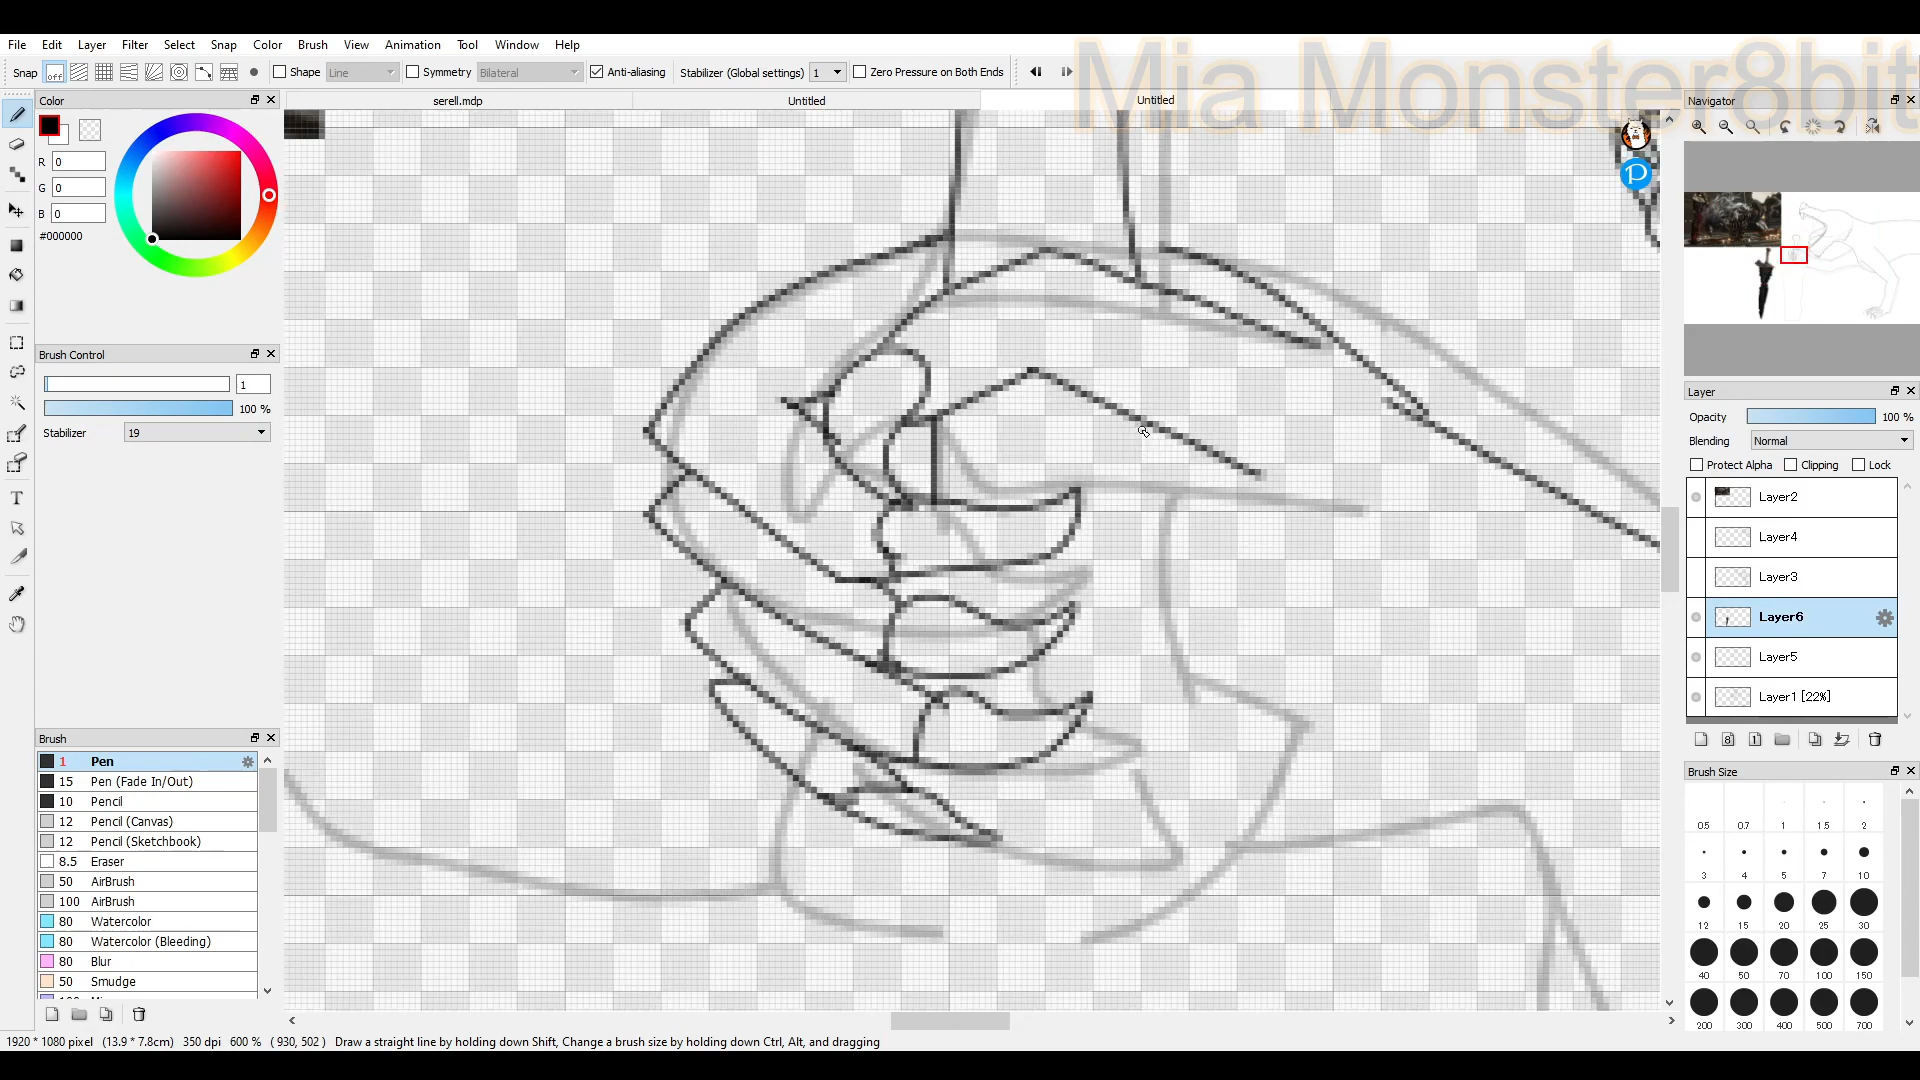 File Edit Layer Filter Select Snap Color Brush View Animation Tool Window Help
Mia Monster8bit
Snap off Shape Line Symmetry Bilateral Anti-aliasing Stabilizer (Global settings) 1 Zero Pressure on Both Ends
Color
serell.mdp Untitled Untitled
Navigator
R 0
G 0
B 0
#000000
Brush Control
1
100 %
Stabilizer 19
Brush
1 Pen
15 Pen (Fade In/Out)
10 Pencil
12 Pencil (Canvas)
12 Pencil (Sketchbook)
8.5 Eraser
50 AirBrush
100 AirBrush
80 Watercolor
80 Watercolor (Bleeding)
80 Blur
50 Smudge
Layer
Opacity 100 %
Blending Normal
Protect Alpha Clipping Lock
Layer2
Layer4
Layer3
Layer6
Layer5
Layer1 [22%]
Brush Size
0.5 0.7 1 1.5 2
3 4 5 7 10
12 15 20 25 30
40 50 70 100 150
200 300 400 500 700
1920 * 1080 pixel (13.9 * 7.8cm) 350 dpi 600 % ( 930, 502 ) Draw a straight line by holding down Shift, Change a brush size by holding down Ctrl, Alt, and dragging